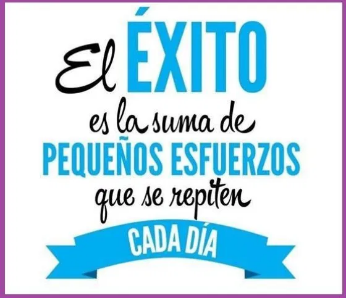 El ÉXITO
es la suma de
PEQUEÑOS ESFUERZOS
que se repiten
CADA DÍA